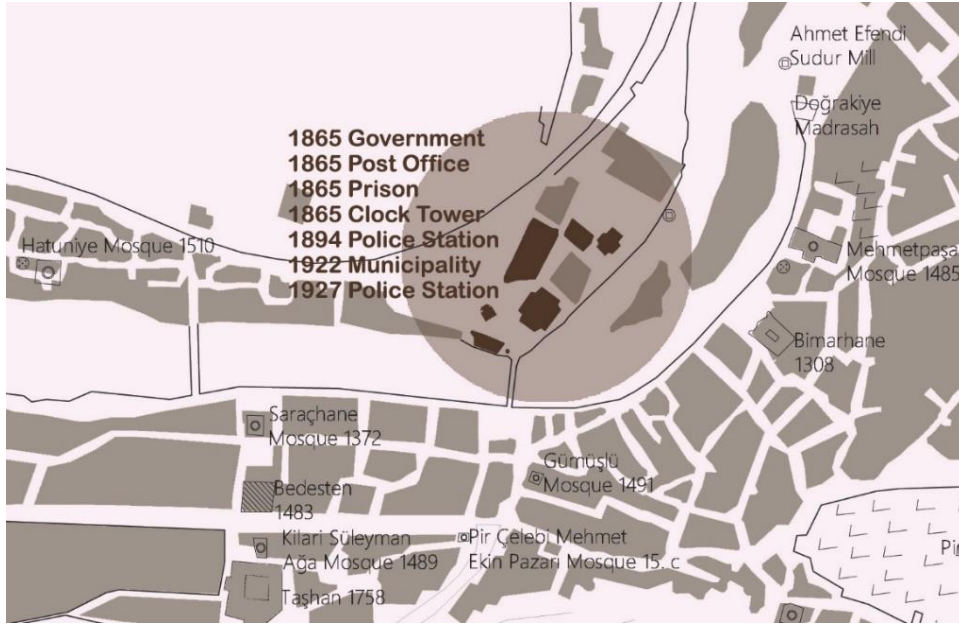 Ahmet Efendi
Sudur Mill
Doğrakiye
Madrasah
1865 Government
1865 Post Office
1865 Prison
1865 Clock Tower
1894 Police Station
1922 Municipality
1927 Police Station
Hatuniye Mosque 1510
Mehmetpaşa
Mosque 1485
Bimarhane
1308
Saraçhane
Mosque 1372
Gümüşlü
Mosque 1491
Bedesten
1483
Kilari Süleyman
Ağa Mosque 1489
Pir Çelebi Mehmet
Ekin Pazarı Mosque 15. c
Taşhan 1758
Pir